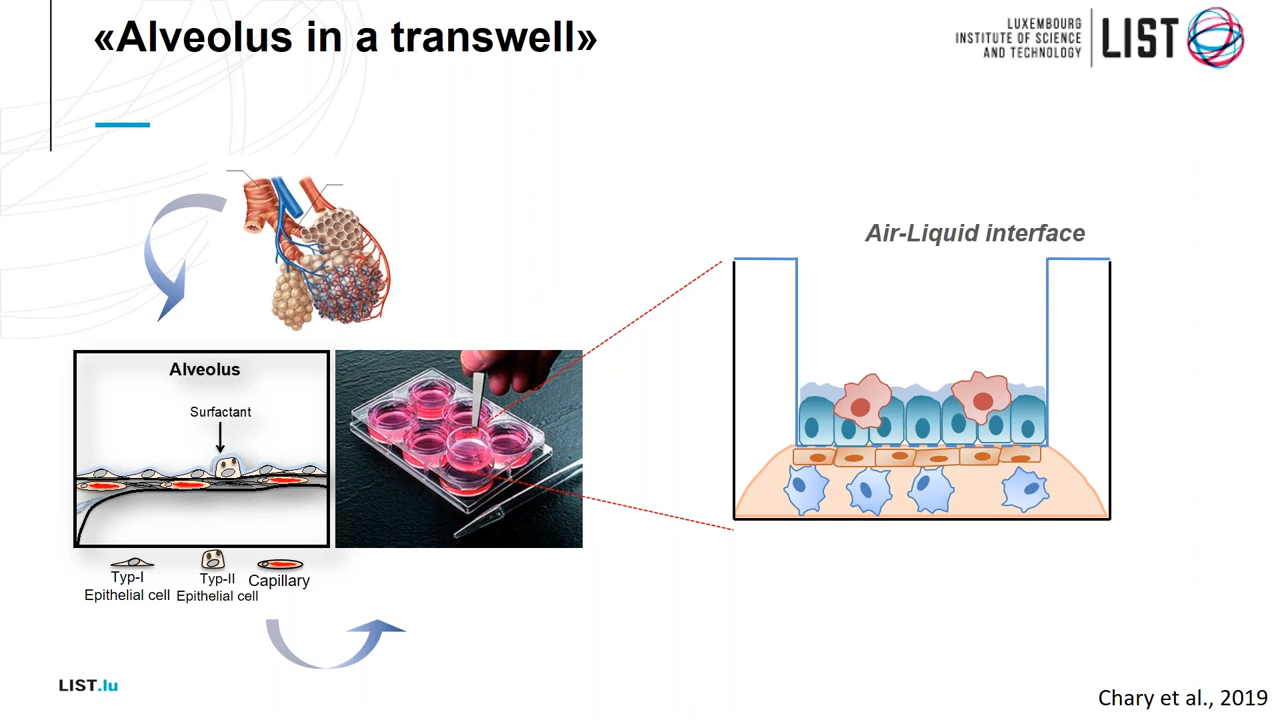 «Alveolus in a transwell»
LUXEMBOURG
INSTITUTE OF SCIENCE
AND TECHNOLOGY
LIST
Air-Liquid interface
Alveolus
Surfactant
Typ-I
Epithelial cell
Typ-II
Epithelial cell
Capillary
LIST.lu
Chary et al., 2019